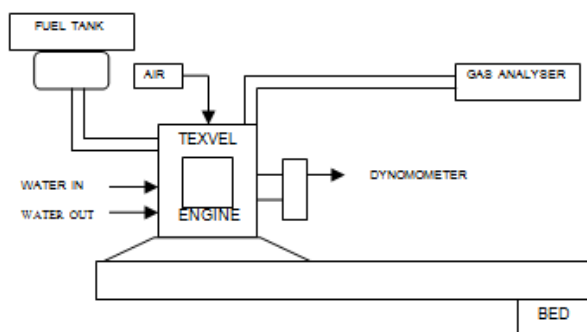 FUEL TANK
AIR
GAS ANALYSER
TEXVEL
DYNOMOMETER
WATER IN
WATER OUT
ENGINE
BED